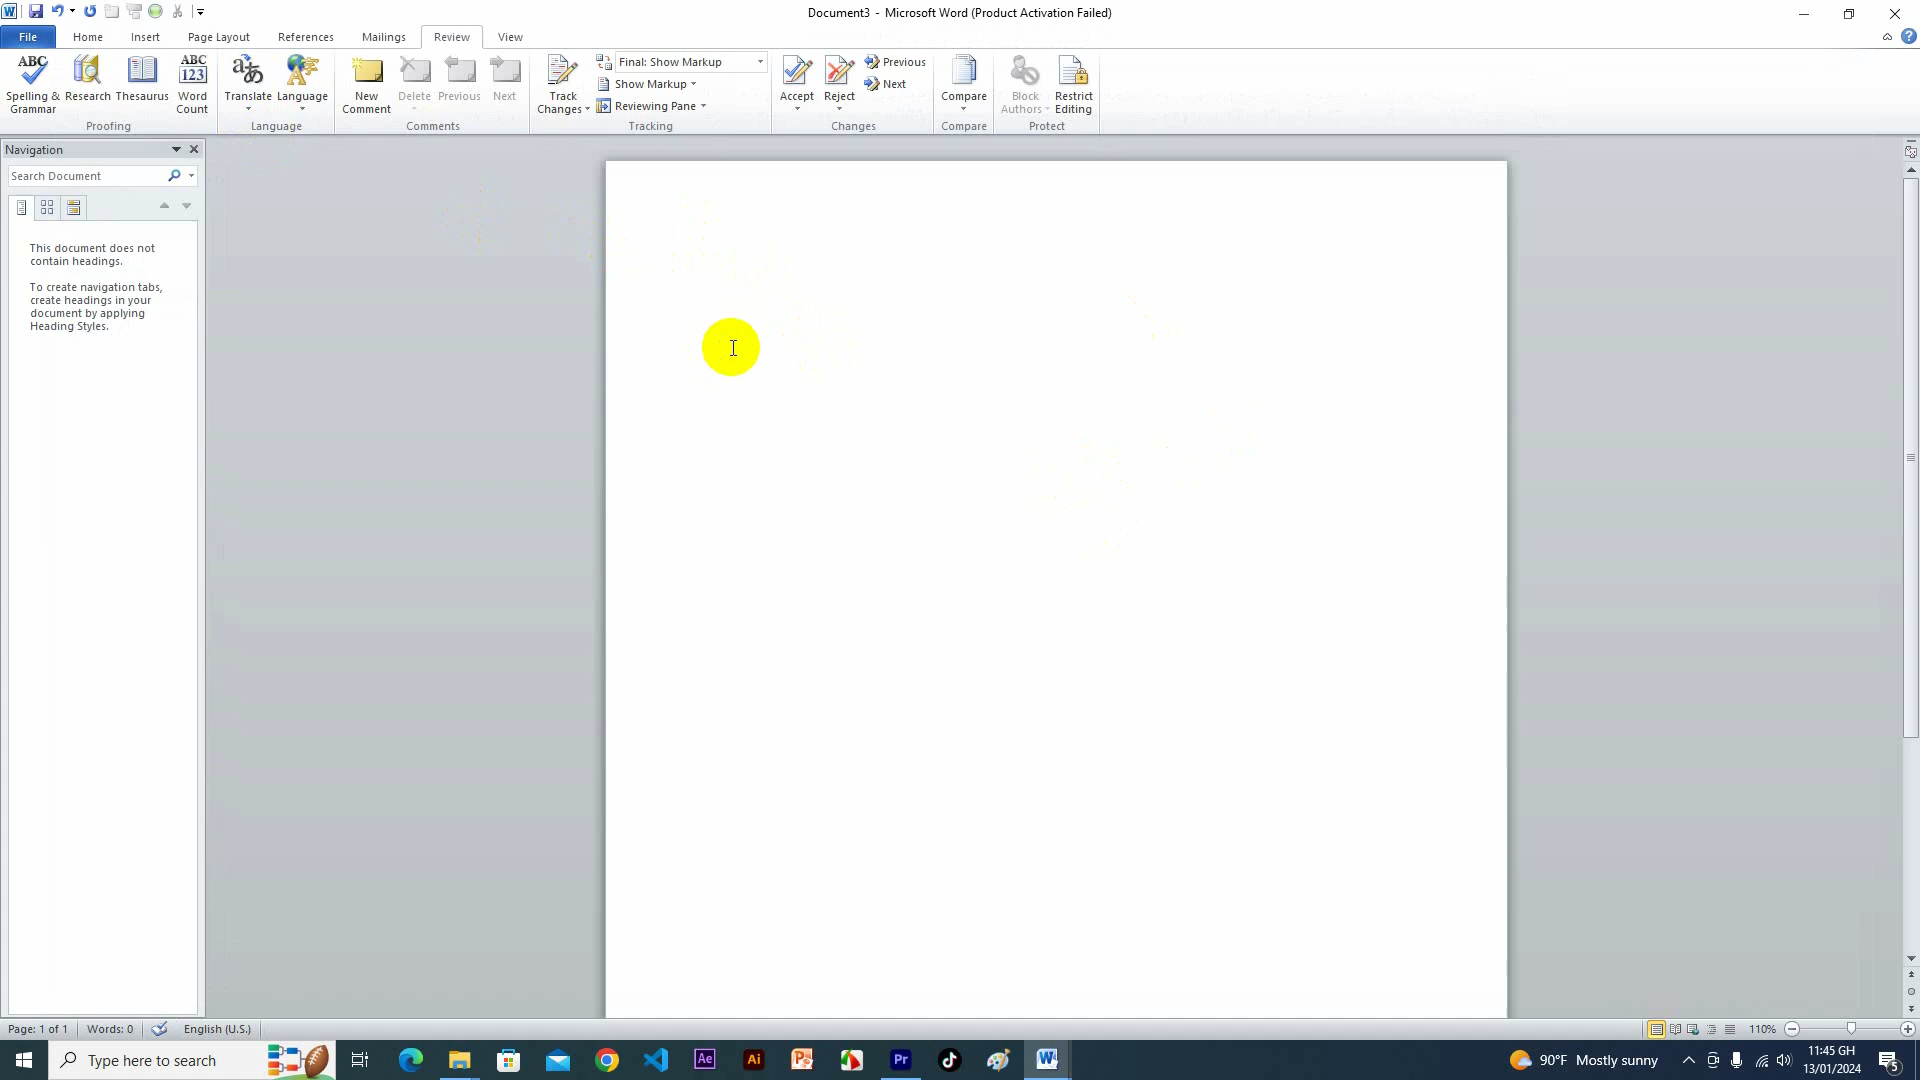 Document3 - Microsoft Word (Product Activation Failed)
File Home Insert Page Layout References Mailings Review View
ABC Spelling & Grammar
Research
Thesaurus
ABC 123 Word Count
Proofing
Translate
Language
Language
New Comment
Delete
Previous
Next
Comments
Track Changes
Final: Show Markup
Show Markup
Reviewing Pane
Tracking
Accept
Reject
Previous
Next
Changes
Compare
Compare
Block Authors
Restrict Editing
Protect
Navigation
Search Document
This document does not
contain headings.
To create navigation tabs,
create headings in your
document by applying
Heading Styles.
Page: 1 of 1 Words: 0 English (U.S.) 110%
Type here to search
Ae Ai Pr W
90°F Mostly sunny
11:45 GH
13/01/2024
5